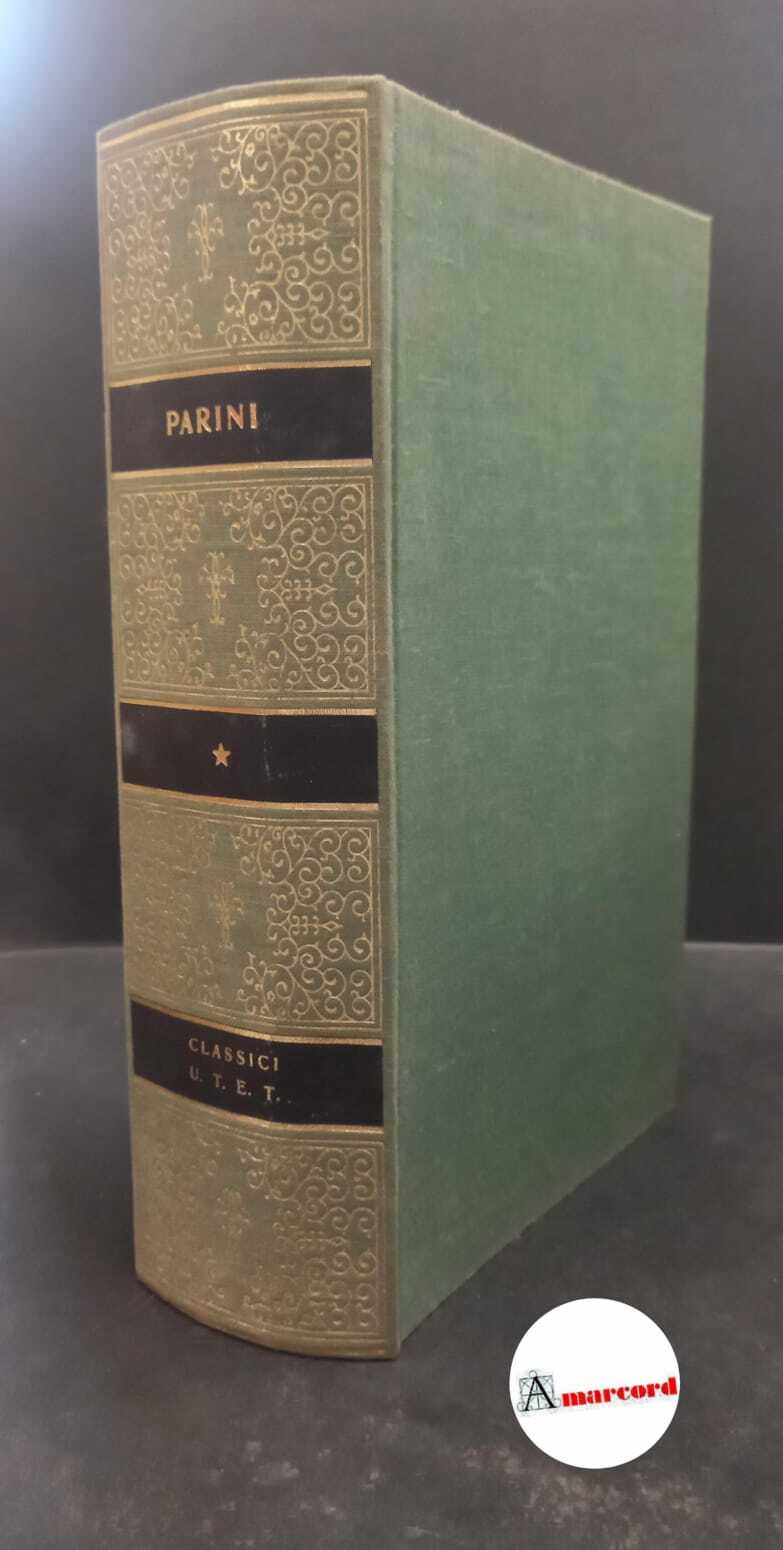 PARINI
CLASSICI
U. T. E. T.
Amarcord